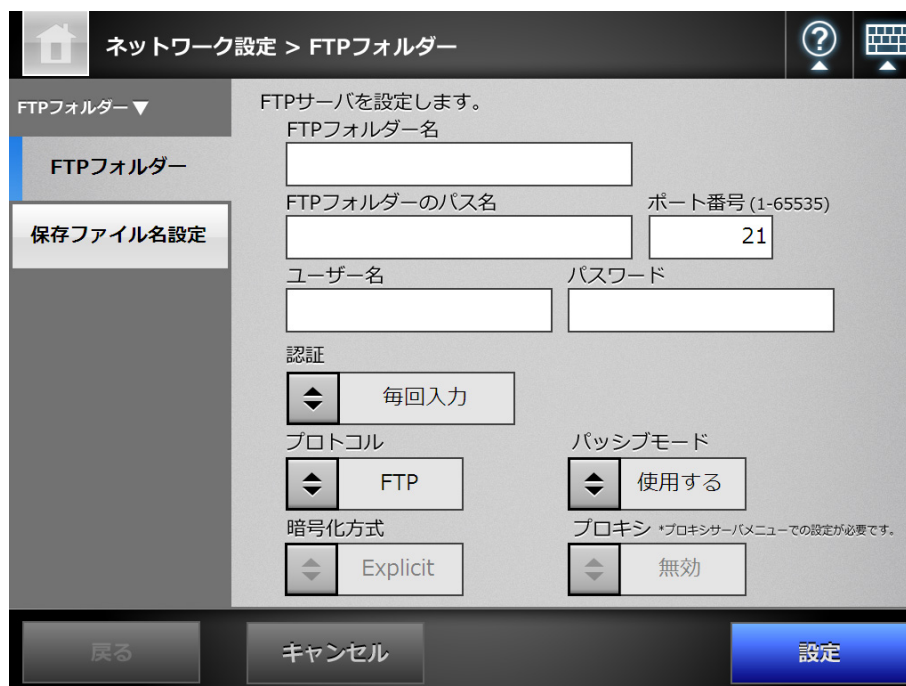 ネットワーク設定 > FTPフォルダー
?
FTPフォルダー▼
FTPフォルダー
保存ファイル名設定
FTPサーバを設定します。
FTPフォルダー名
FTPフォルダーのパス名
ポート番号(1-65535)
21
ユーザー名
パスワード
認証
毎回入力
プロトコル
パッシブモード
FTP
使用する
暗号化方式
プロキシ *プロキシサーバメニューでの設定が必要です。
Explicit
無効
戻る
キャンセル
設定